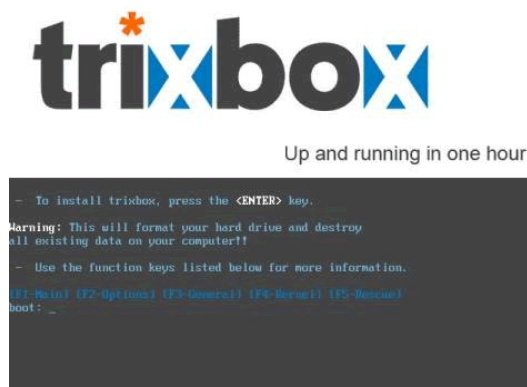 trixbox
Up and running in one hour
- To install trixbox, press the <ENTER> key.
Warning: This will format your hard drive and destroy
all existing data on your computer!!
- Use the function keys listed below for more information.
[F1-Main] [F2-Options] [F3-General] [F4-Kernel] [F5-Rescue]
boot: _